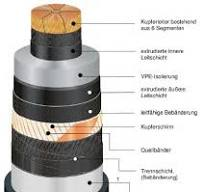 Kupferleiter bestehend
aus 6 Segmenten
extrudierte innere
Leitschicht
VPE-Isolierung
extrudierte äußere
Leitschicht
leitfähige Bebänderung
Kupferschirm
Quellbänder
Trennschicht
(Bebänderung)